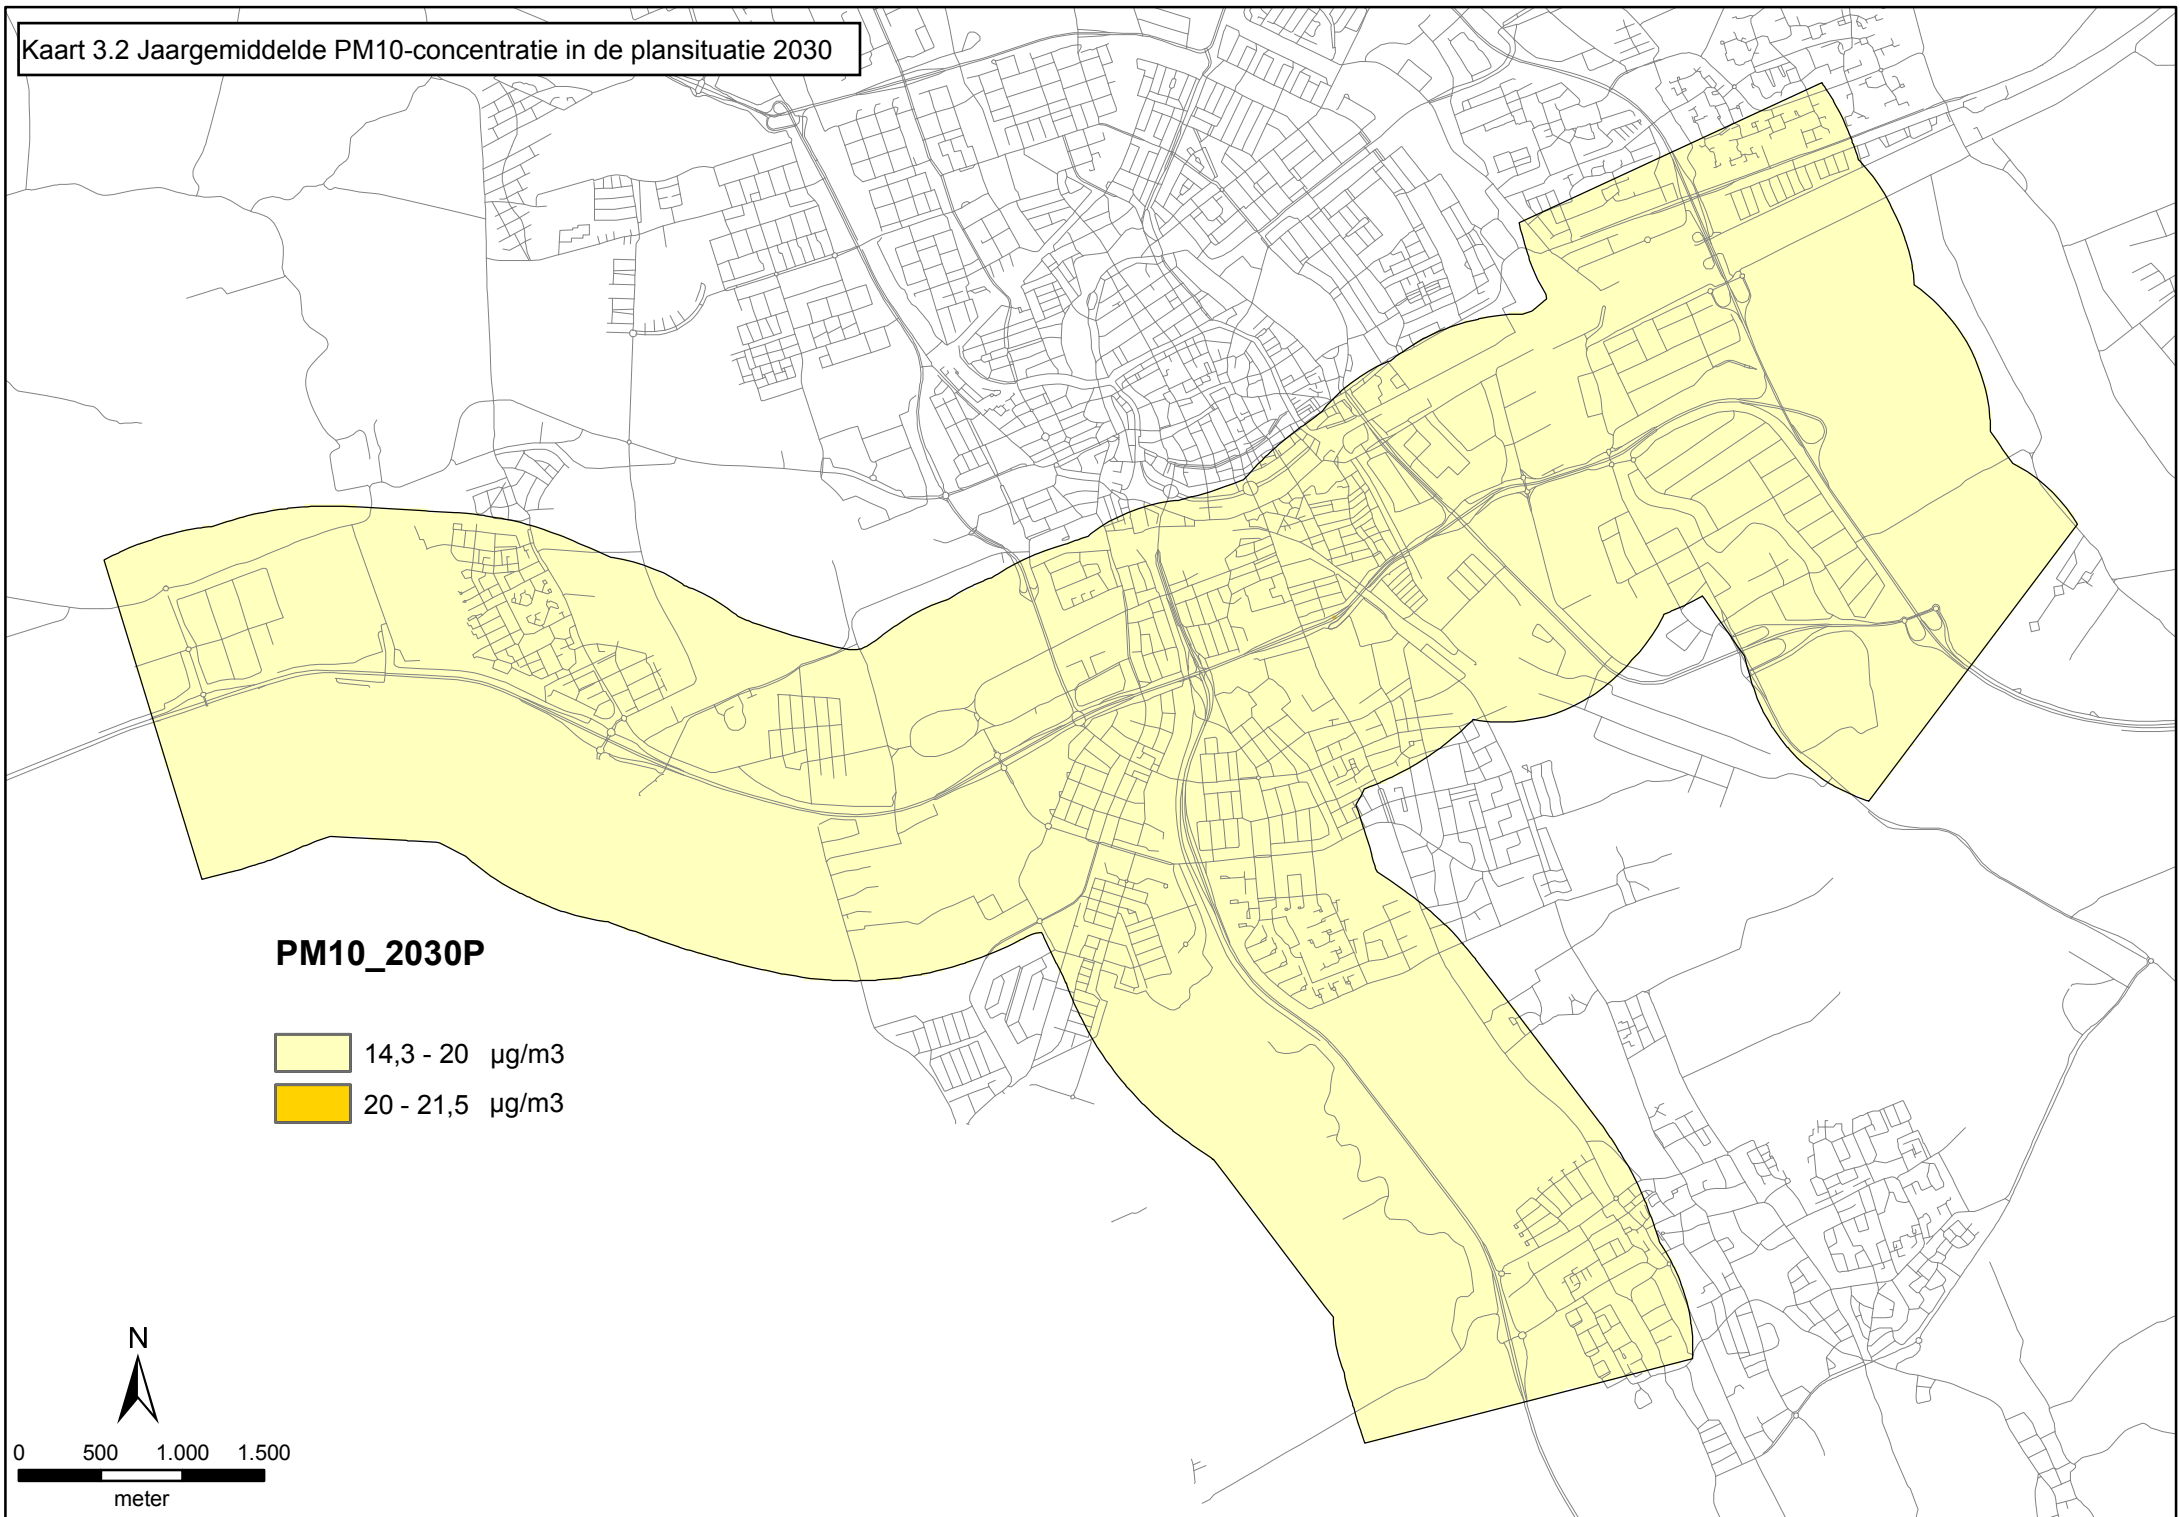 Kaart 3.2 Jaargemiddelde PM10-concentratie in de plansituatie 2030
PM10_2030P
14,3 - 20 µg/m3
20 - 21,5 µg/m3
N
0 500 1.000 1.500
meter